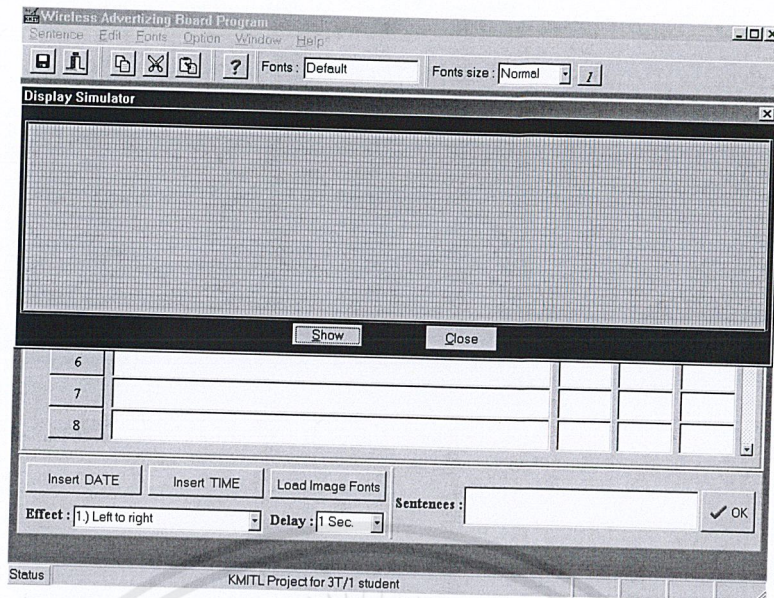 Wireless Advertizing Board Program
Sentence Edit Fonts Option Window Help
? Fonts : Default Fonts size : Normal I
Display Simulator
Show Close
6
7
8
Insert DATE Insert TIME Load Image Fonts
Sentences : OK
Effect : 1.) Left to right Delay : 1 Sec.
Status KMITL Project for 3T/1 student